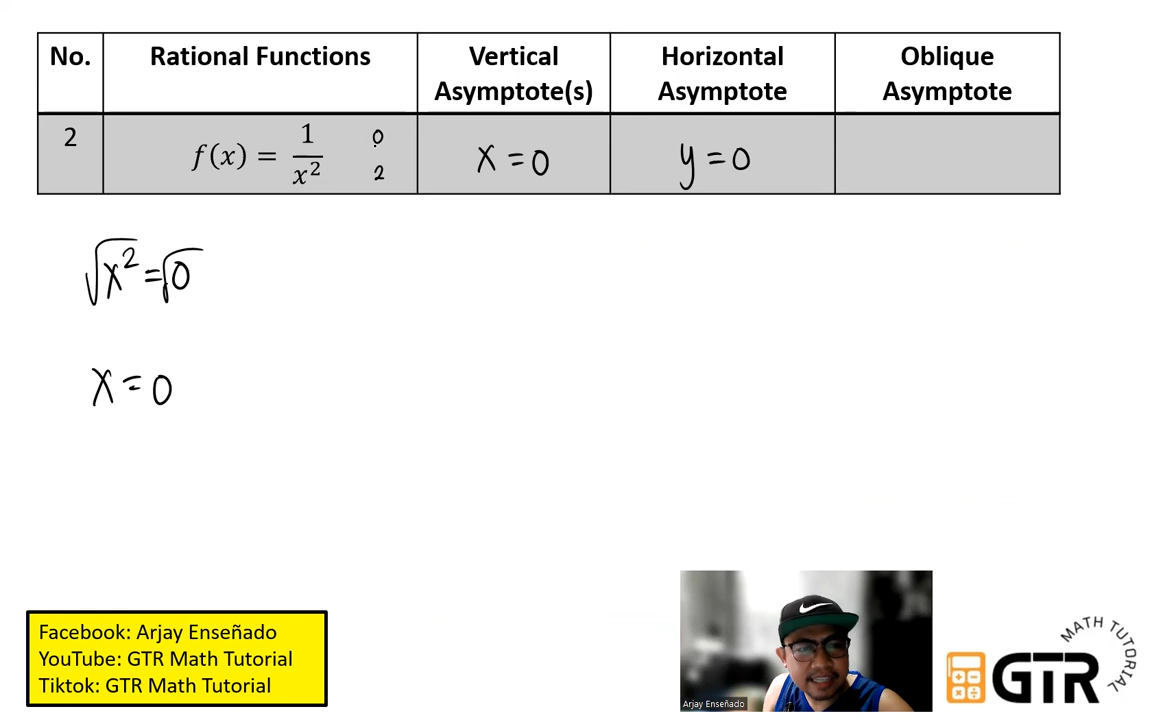 No. Rational Functions Vertical Asymptote(s) Horizontal Asymptote Oblique Asymptote
2 f(x) = 1/x² 0 2 x = 0 y = 0
√x² = √0
x = 0
Facebook: Arjay Enseñado
YouTube: GTR Math Tutorial
Tiktok: GTR Math Tutorial
Arjay Enseñado
GTR
MATH TUTORIAL